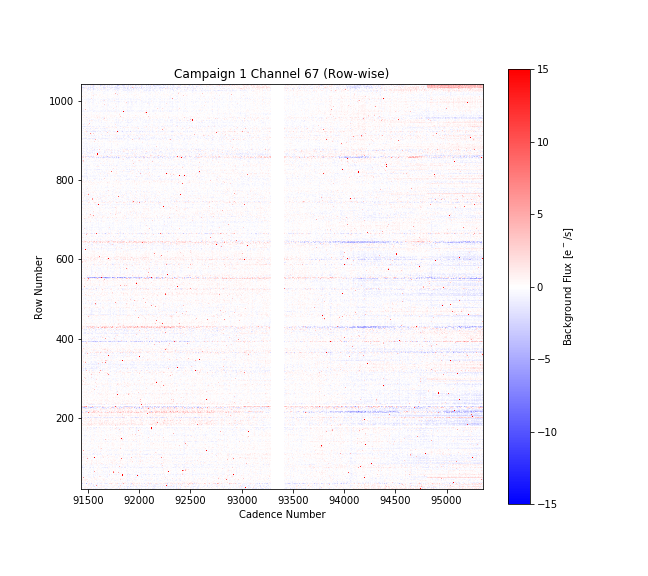 Campaign 1 Channel 67 (Row-wise)
1000
800
600
400
200
Row Number
91500 92000 92500 93000 93500 94000 94500 95000
Cadence Number
15
10
5
0
−5
−10
−15
Background Flux [e⁻/s]